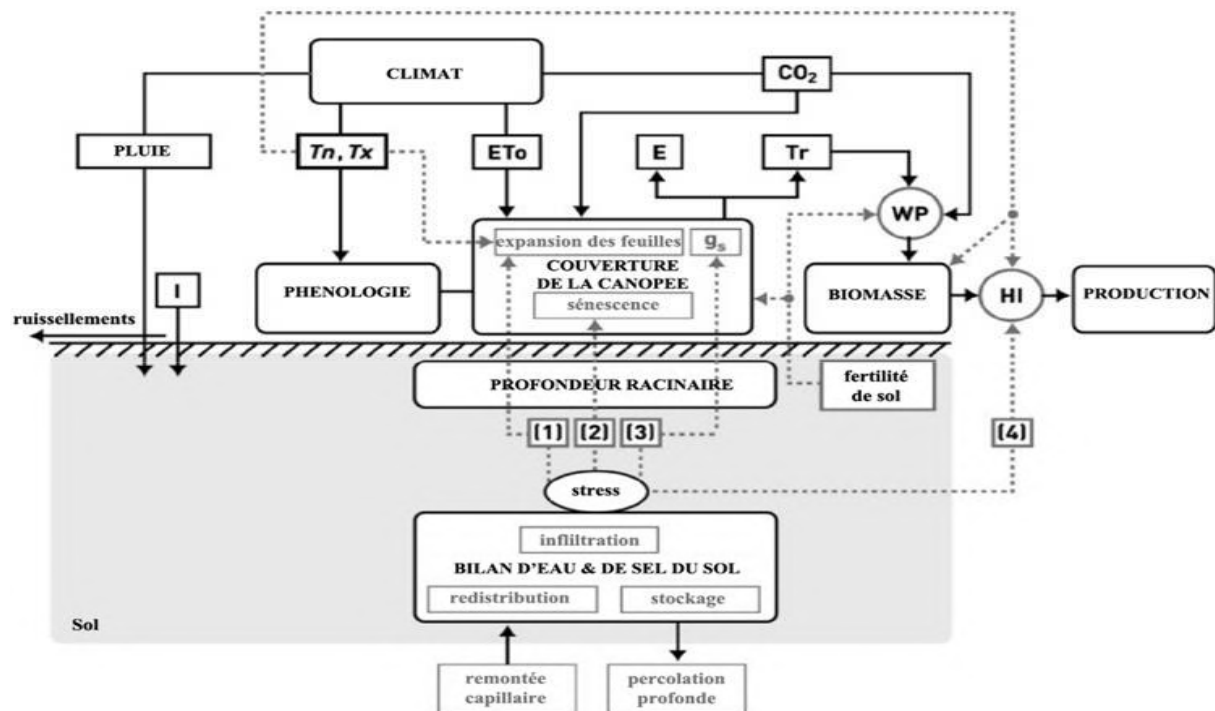 CLIMAT
CO₂
PLUIE
Tn, Tx
ETo
E
Tr
WP
expansion des feuilles
gs
COUVERTURE
DE LA CANOPEE
sénescence
PHENOLOGIE
I
BIOMASSE
HI
PRODUCTION
ruissellements
PROFONDEUR RACINAIRE
fertilité
de sol
(1) (2) (3)
(4)
stress
infliltration
BILAN D'EAU & DE SEL DU SOL
redistribution
stockage
Sol
remontée
capillaire
percolation
profonde